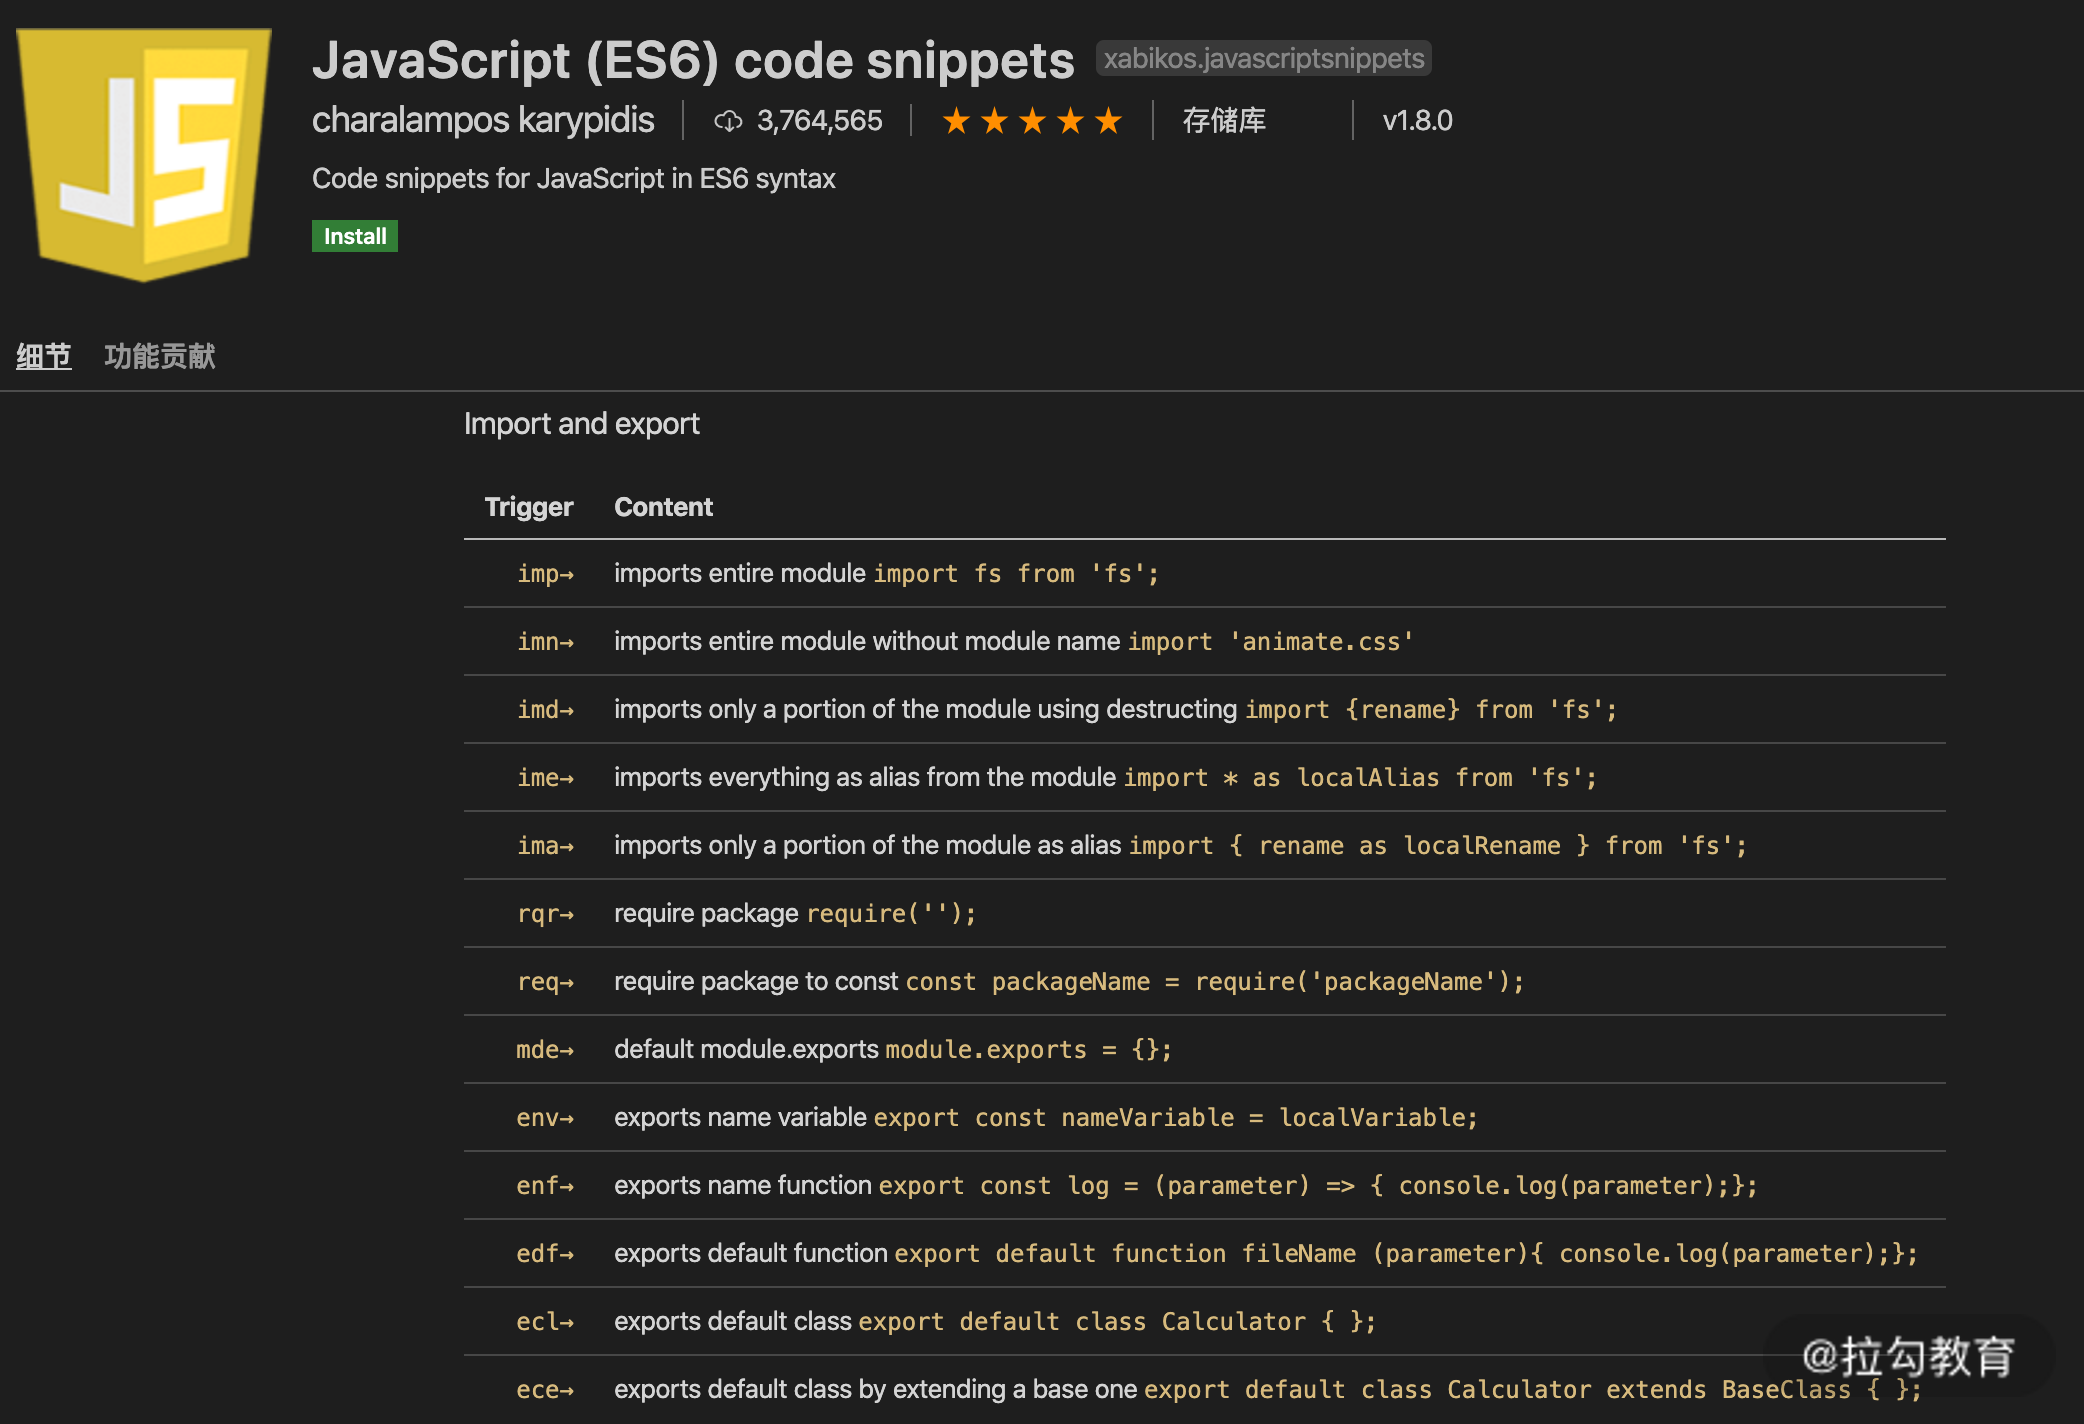 JS
JavaScript (ES6) code snippets xabikos.javascriptsnippets
charalampos karypidis 3,764,565 ★★★★★ 存储库 v1.8.0
Code snippets for JavaScript in ES6 syntax
Install
细节 功能贡献
Import and export
Trigger Content
imp→ imports entire module import fs from 'fs';
imn→ imports entire module without module name import 'animate.css'
imd→ imports only a portion of the module using destructing import {rename} from 'fs';
ime→ imports everything as alias from the module import * as localAlias from 'fs';
ima→ imports only a portion of the module as alias import { rename as localRename } from 'fs';
rqr→ require package require('');
req→ require package to const const packageName = require('packageName');
mde→ default module.exports module.exports = {};
env→ exports name variable export const nameVariable = localVariable;
enf→ exports name function export const log = (parameter) => { console.log(parameter);};
edf→ exports default function export default function fileName (parameter){ console.log(parameter);};
ecl→ exports default class export default class Calculator { };
ece→ exports default class by extending a base one export default class Calculator extends BaseClass { };
@拉勾教育